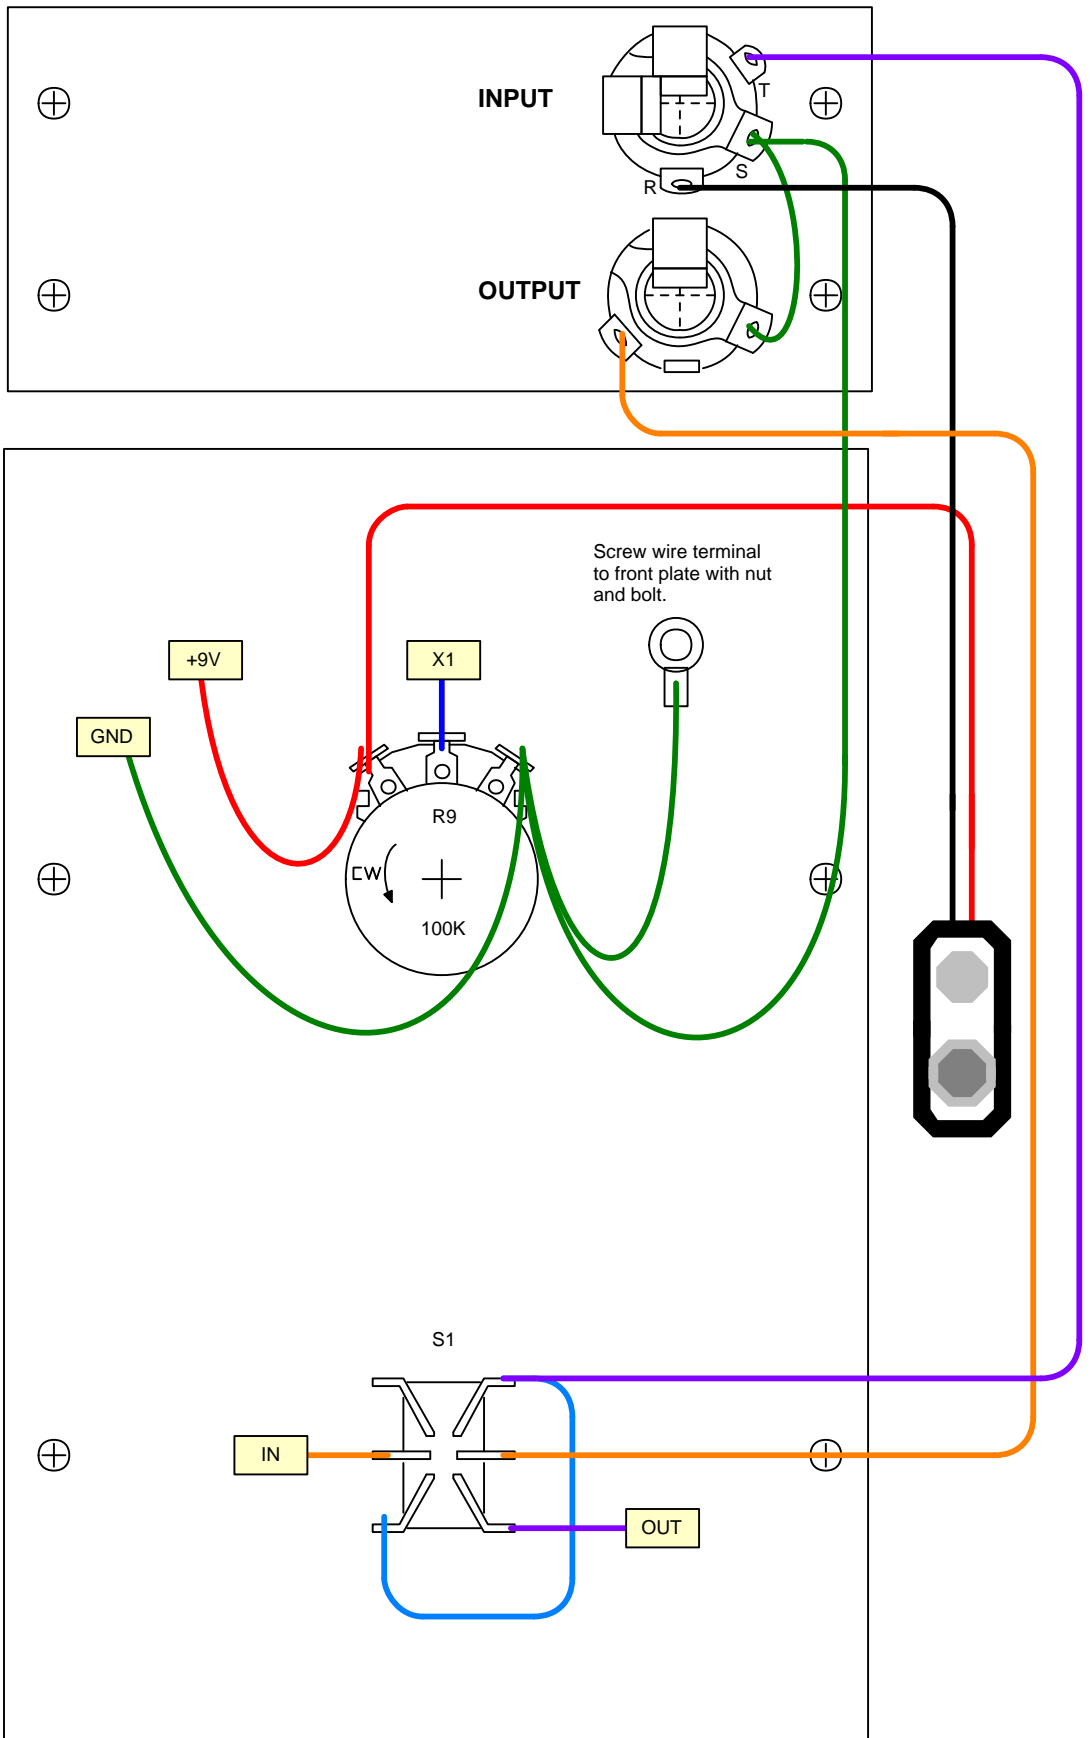 INPUT
T
S
R
OUTPUT
Screw wire terminal
to front plate with nut
and bolt.
+9V
X1
GND
R9
CW
100K
S1
IN
OUT